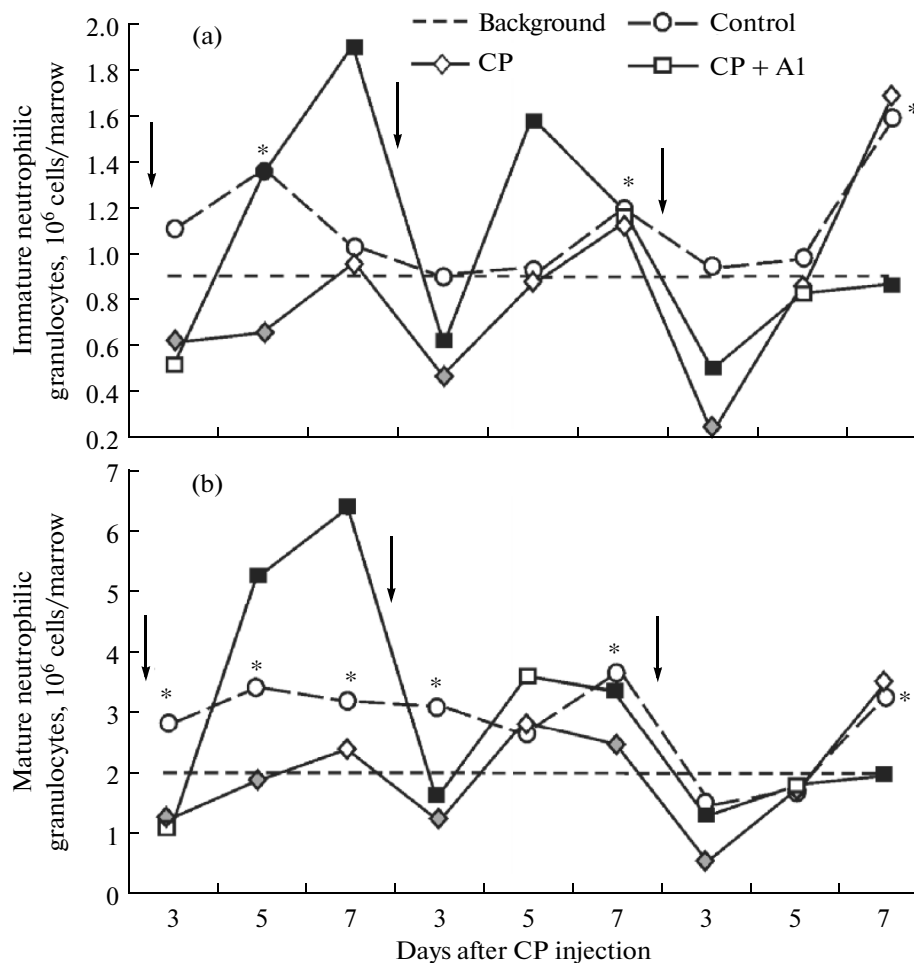 (a)
Background
Control
CP
CP + A1
Immature neutrophilic
granulocytes, 10⁶ cells/marrow
2.0
1.8
1.6
1.4
1.2
1.0
0.8
0.6
0.4
0.2
*
*
*
(b)
Mature neutrophilic
granulocytes, 10⁶ cells/marrow
7
6
5
4
3
2
1
0
*
*
*
*
*
*
3 5 7 3 5 7 3 5 7
Days after CP injection